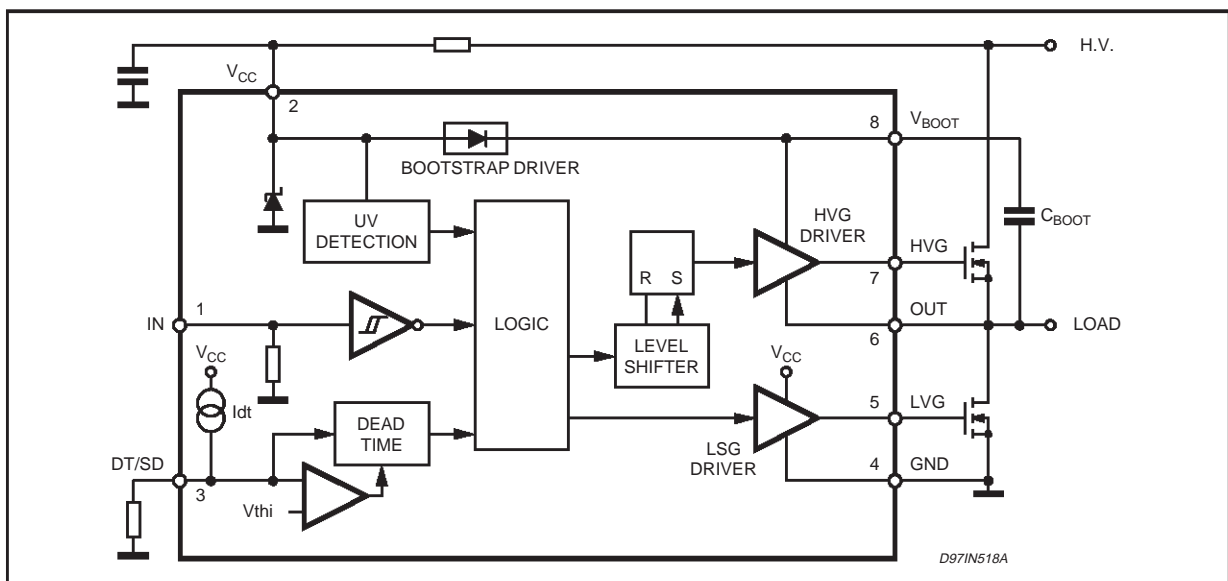 H.V.
VCC
2
8
VBOOT
BOOTSTRAP DRIVER
UV
DETECTION
HVG
DRIVER
CBOOT
HVG
7
R S
1
IN
LOGIC
OUT
6
LOAD
LEVEL
SHIFTER
VCC
VCC
Idt
DEAD
TIME
5
LVG
LSG
DRIVER
4
GND
DT/SD
3
Vthi
D97IN518A